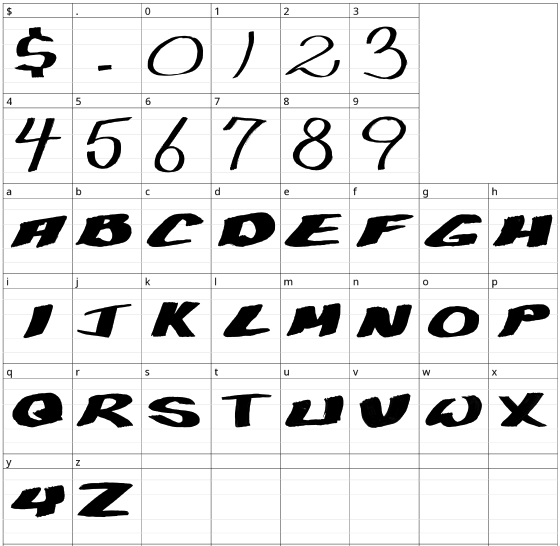 $ . 0 1 2 3
$ . 0 1 2 3
4 5 6 7 8 9
4 5 6 7 8 9
a b c d e f g h
A B C D E F G H
i j k l m n o p
I J K L M N O P
q r s t u v w x
Q R S T U V W X
y z
Y Z